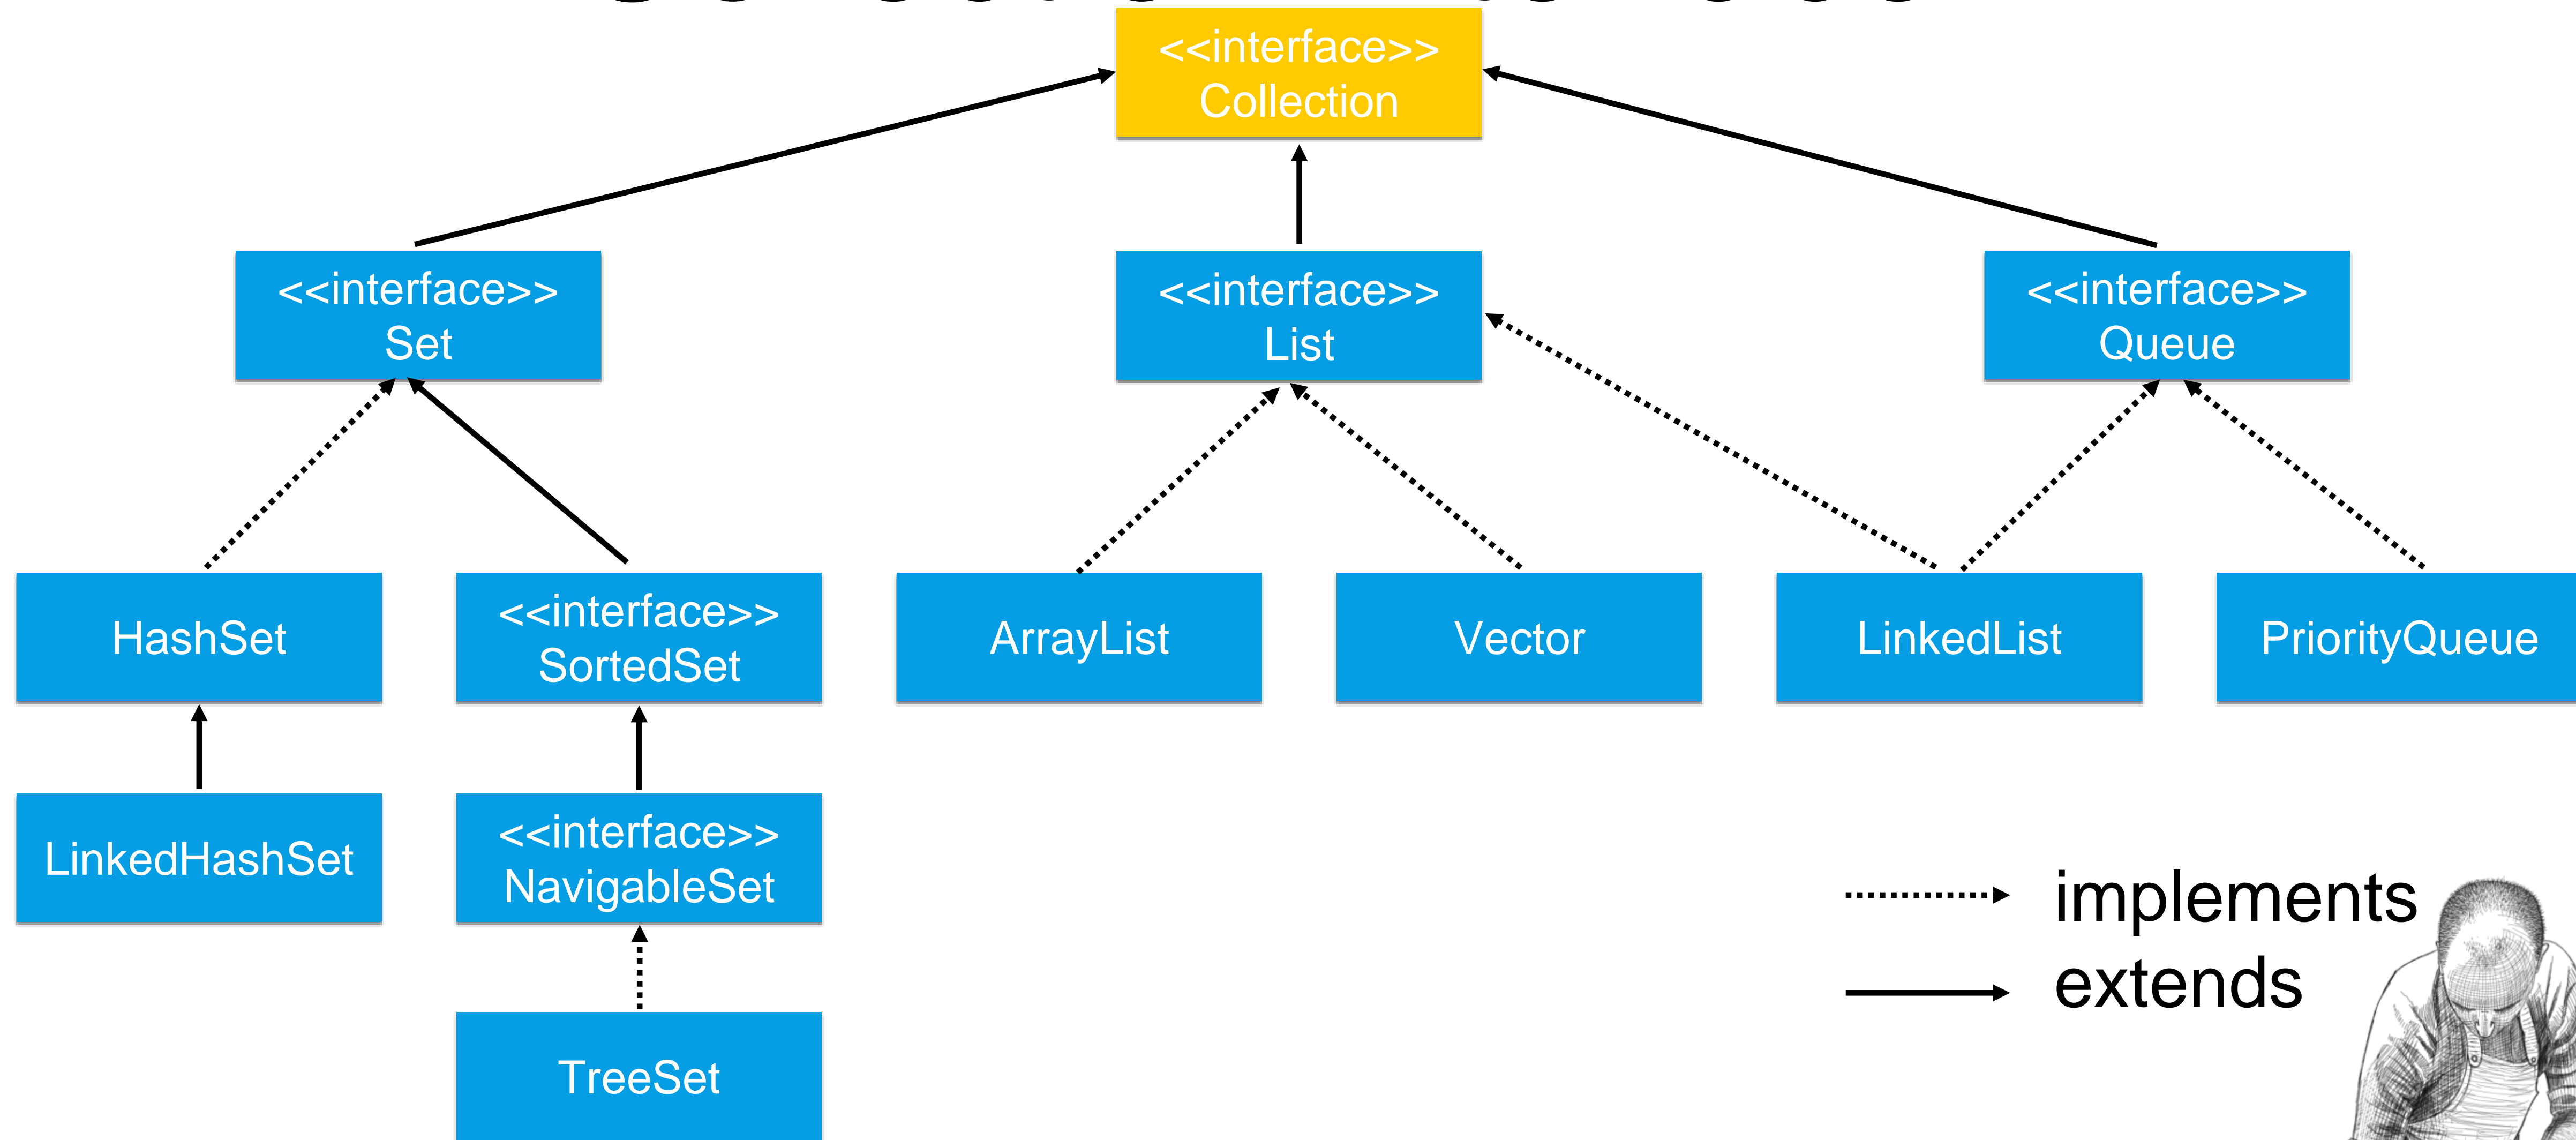 <<interface>>
Collection
<<interface>>
Set
<<interface>>
List
<<interface>>
Queue
HashSet
<<interface>>
SortedSet
ArrayList
Vector
LinkedList
PriorityQueue
LinkedHashSet
<<interface>>
NavigableSet
TreeSet
implements
extends